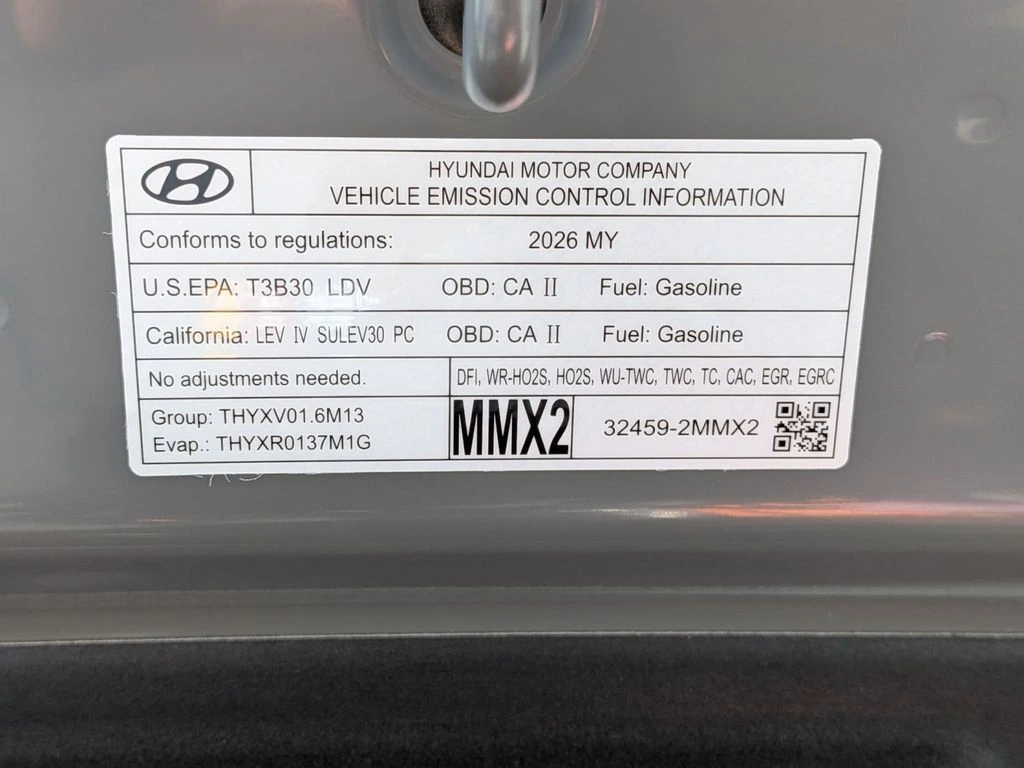 HYUNDAI MOTOR COMPANY
VEHICLE EMISSION CONTROL INFORMATION
Conforms to regulations: 2026 MY
U.S.EPA: T3B30 LDV OBD: CA II Fuel: Gasoline
California: LEV IV SULEV30 PC OBD: CA II Fuel: Gasoline
No adjustments needed. DFI, WR-HO2S, HO2S, WU-TWC, TWC, TC, CAC, EGR, EGRC
Group: THYXV01.6M13
Evap.: THYXR0137M1G
MMX2
32459-2MMX2